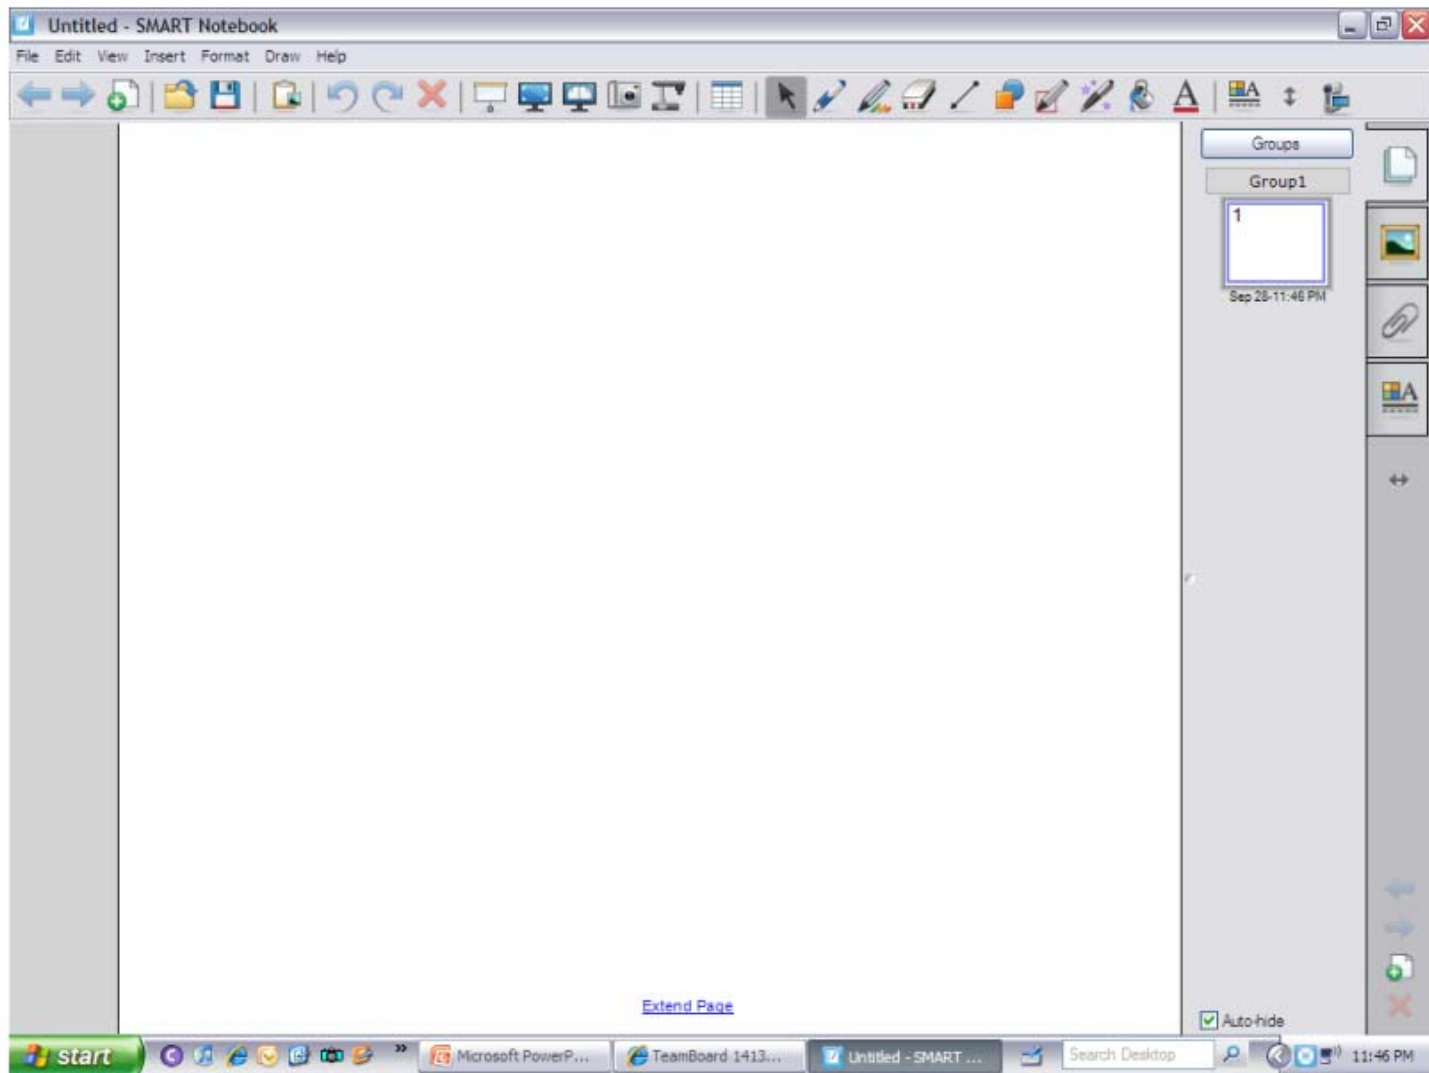 Untitled - SMART Notebook
File Edit View Insert Format Draw Help
Groups
Group1
1
Sep 28-11:46 PM
Extend Page
Auto-hide
start
»
Microsoft PowerP...
TeamBoard 1413...
Untitled - SMART ...
Search Desktop
11:46 PM